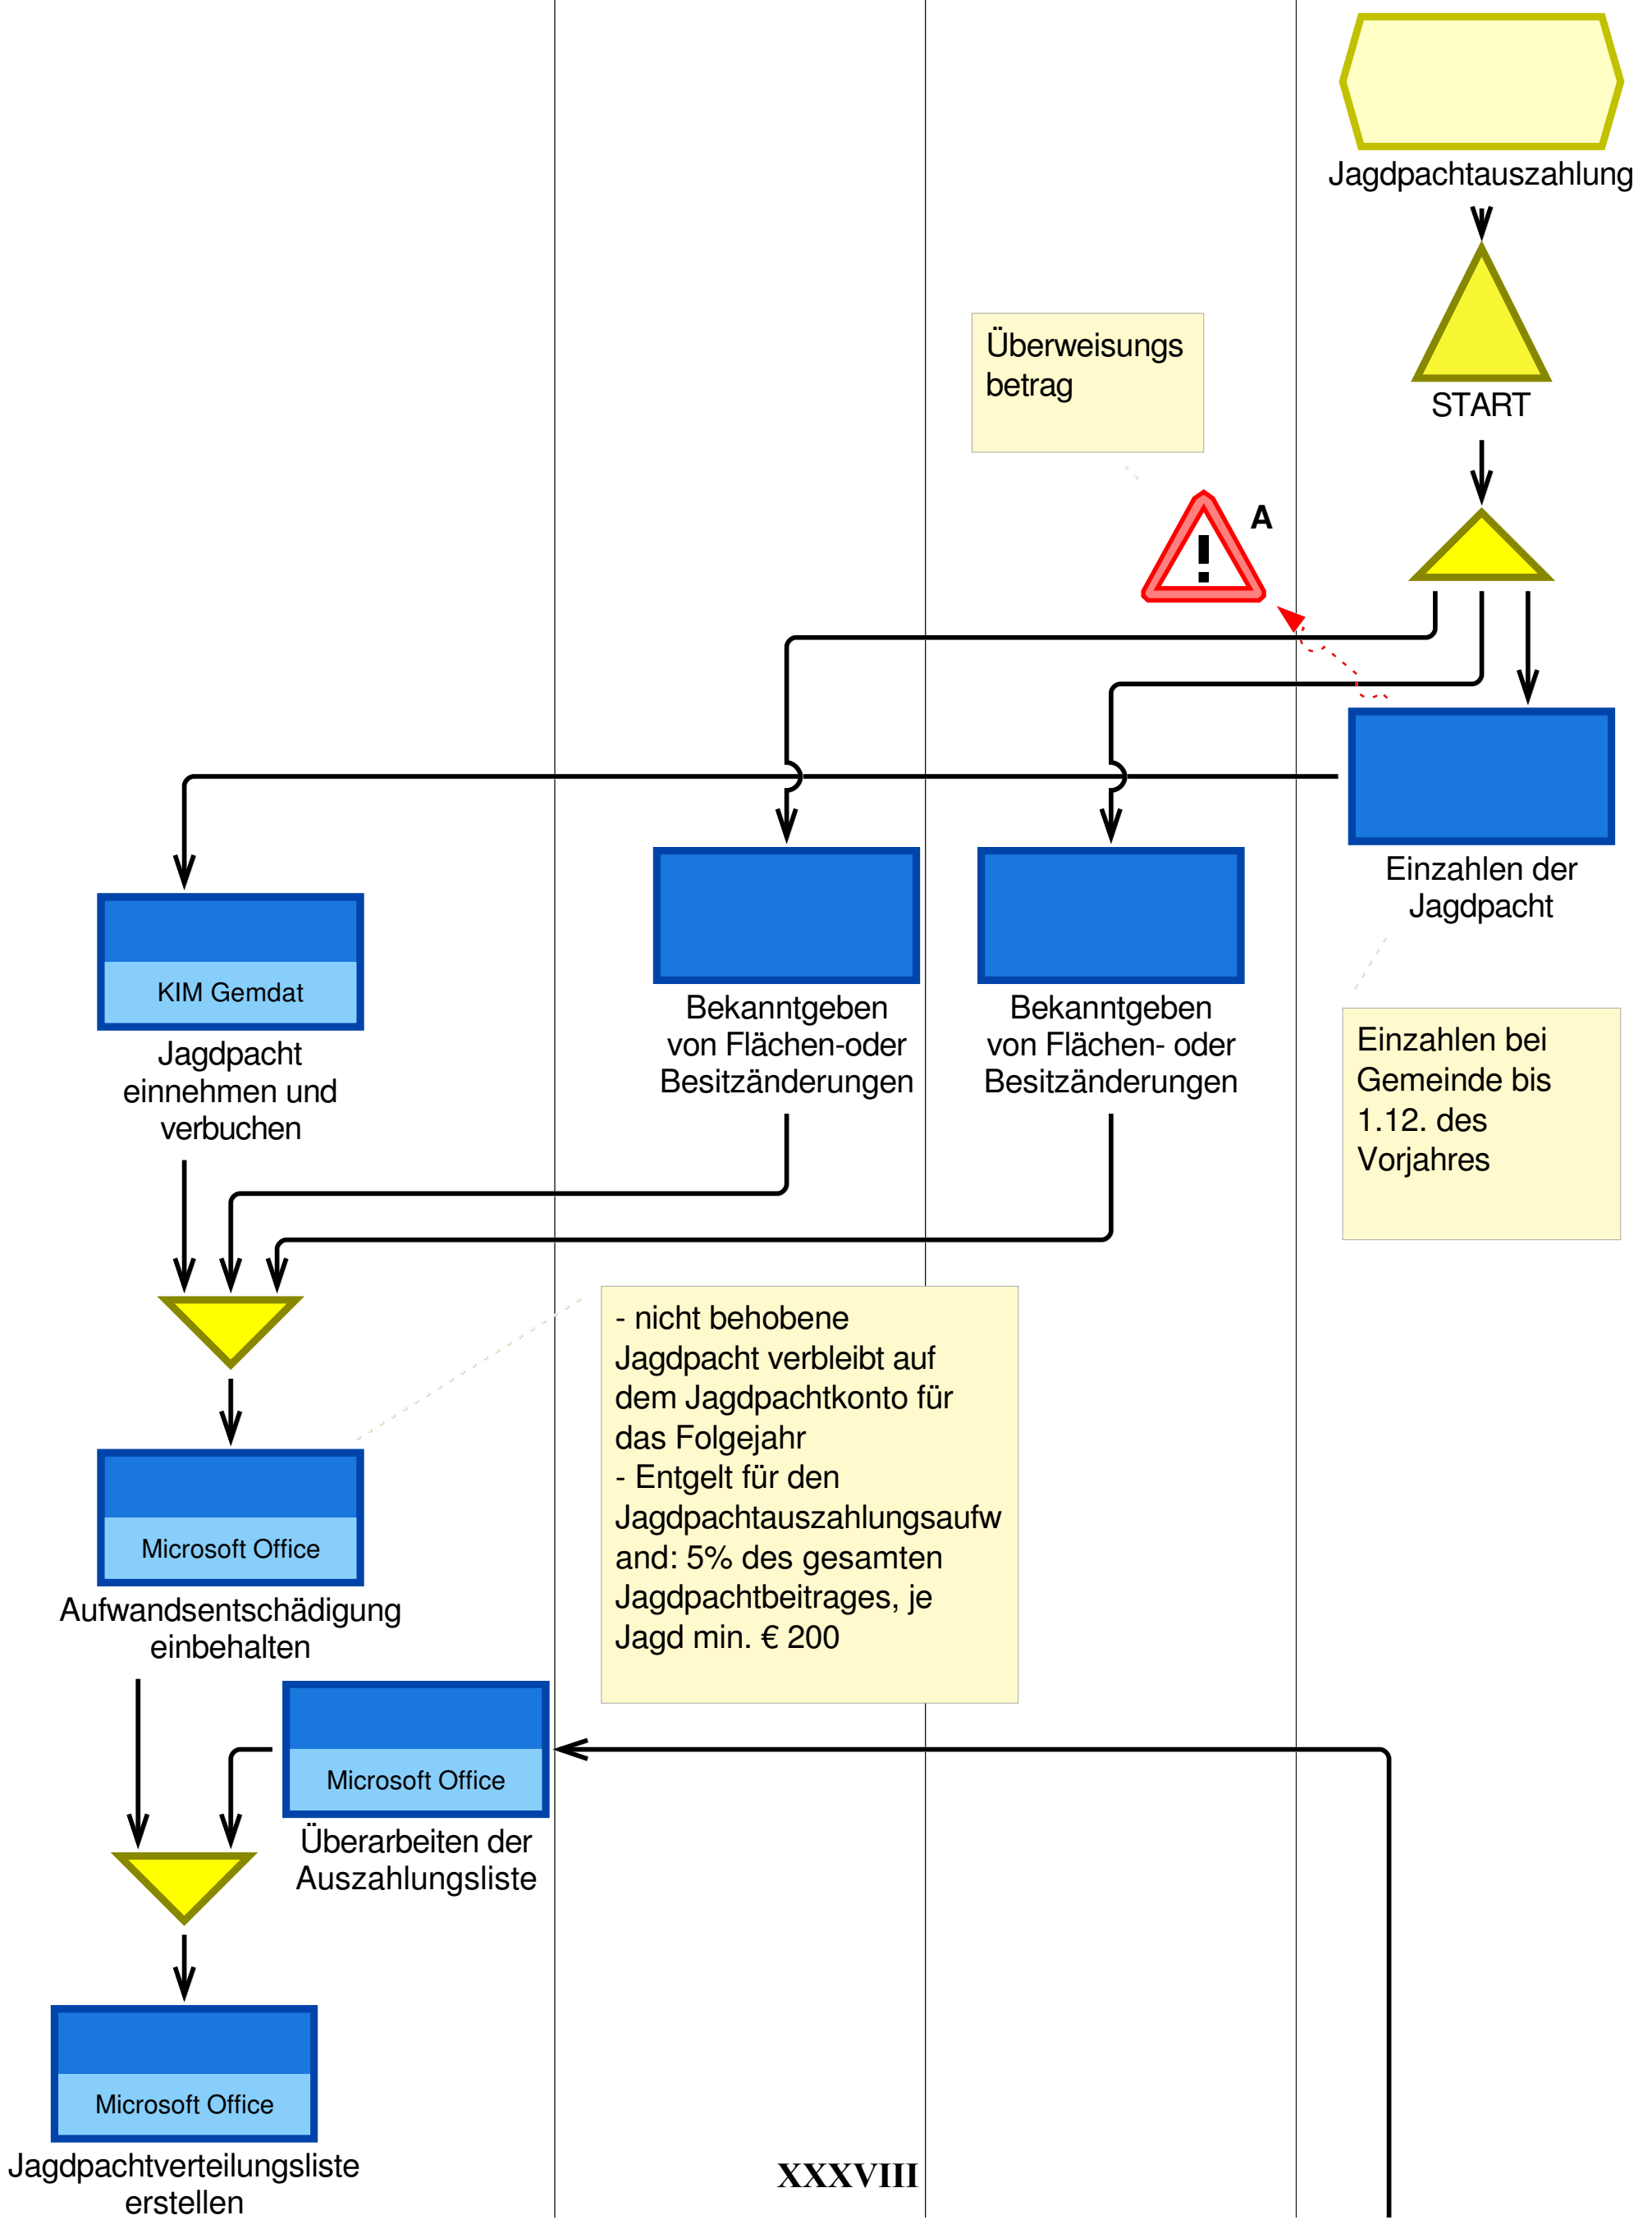 Jagdpachtauszahlung
START
Überweisungs
betrag
A
Einzahlen der
Jagdpacht
KIM Gemdat
Jagdpacht
einnehmen und
verbuchen
Bekanntgeben
von Flächen-oder
Besitzänderungen
Bekanntgeben
von Flächen- oder
Besitzänderungen
Einzahlen bei
Gemeinde bis
1.12. des
Vorjahres
- nicht behobene
Jagdpacht verbleibt auf
dem Jagdpachtkonto für
das Folgejahr
- Entgelt für den
Jagdpachtauszahlungsaufw
and: 5% des gesamten
Jagdpachtbeitrages, je
Jagd min. € 200
Microsoft Office
Aufwandsentschädigung
einbehalten
Microsoft Office
Überarbeiten der
Auszahlungsliste
Microsoft Office
Jagdpachtverteilungsliste
erstellen
XXXVIII